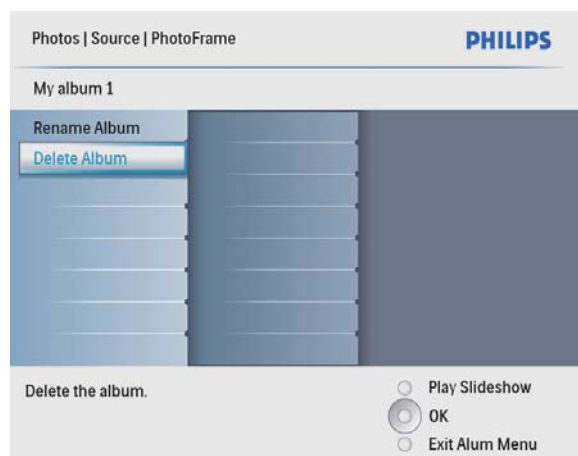 Photos | Source | PhotoFrame
PHILIPS
My album 1
Rename Album
Delete Album
Delete the album.
Play Slideshow
OK
Exit Alum Menu